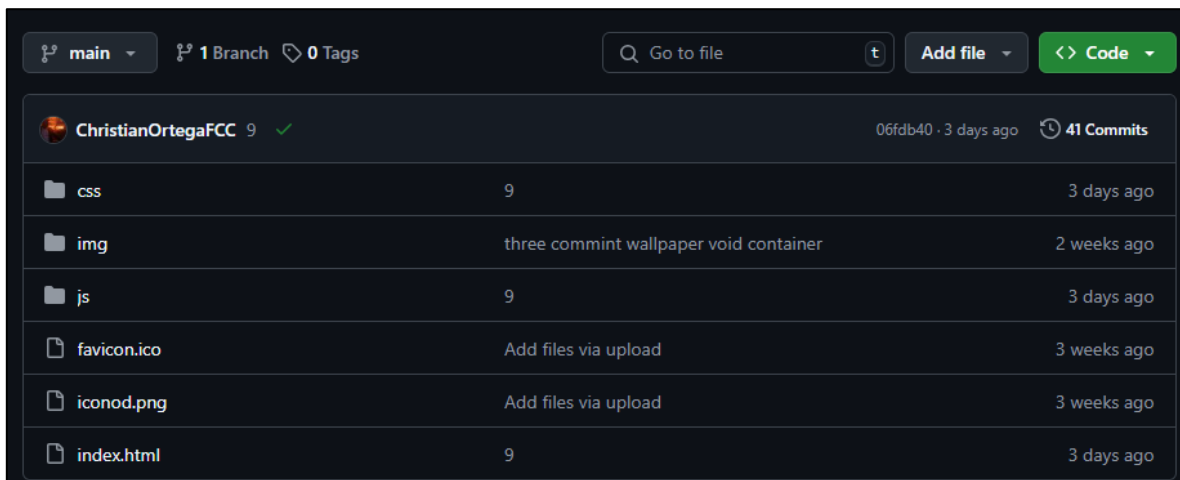 main 1 Branch 0 Tags Go to file t Add file <> Code
ChristianOrtegaFCC 9 06fdb40 · 3 days ago 41 Commits
css 9 3 days ago
img three commint wallpaper void container 2 weeks ago
js 9 3 days ago
favicon.ico Add files via upload 3 weeks ago
iconod.png Add files via upload 3 weeks ago
index.html 9 3 days ago